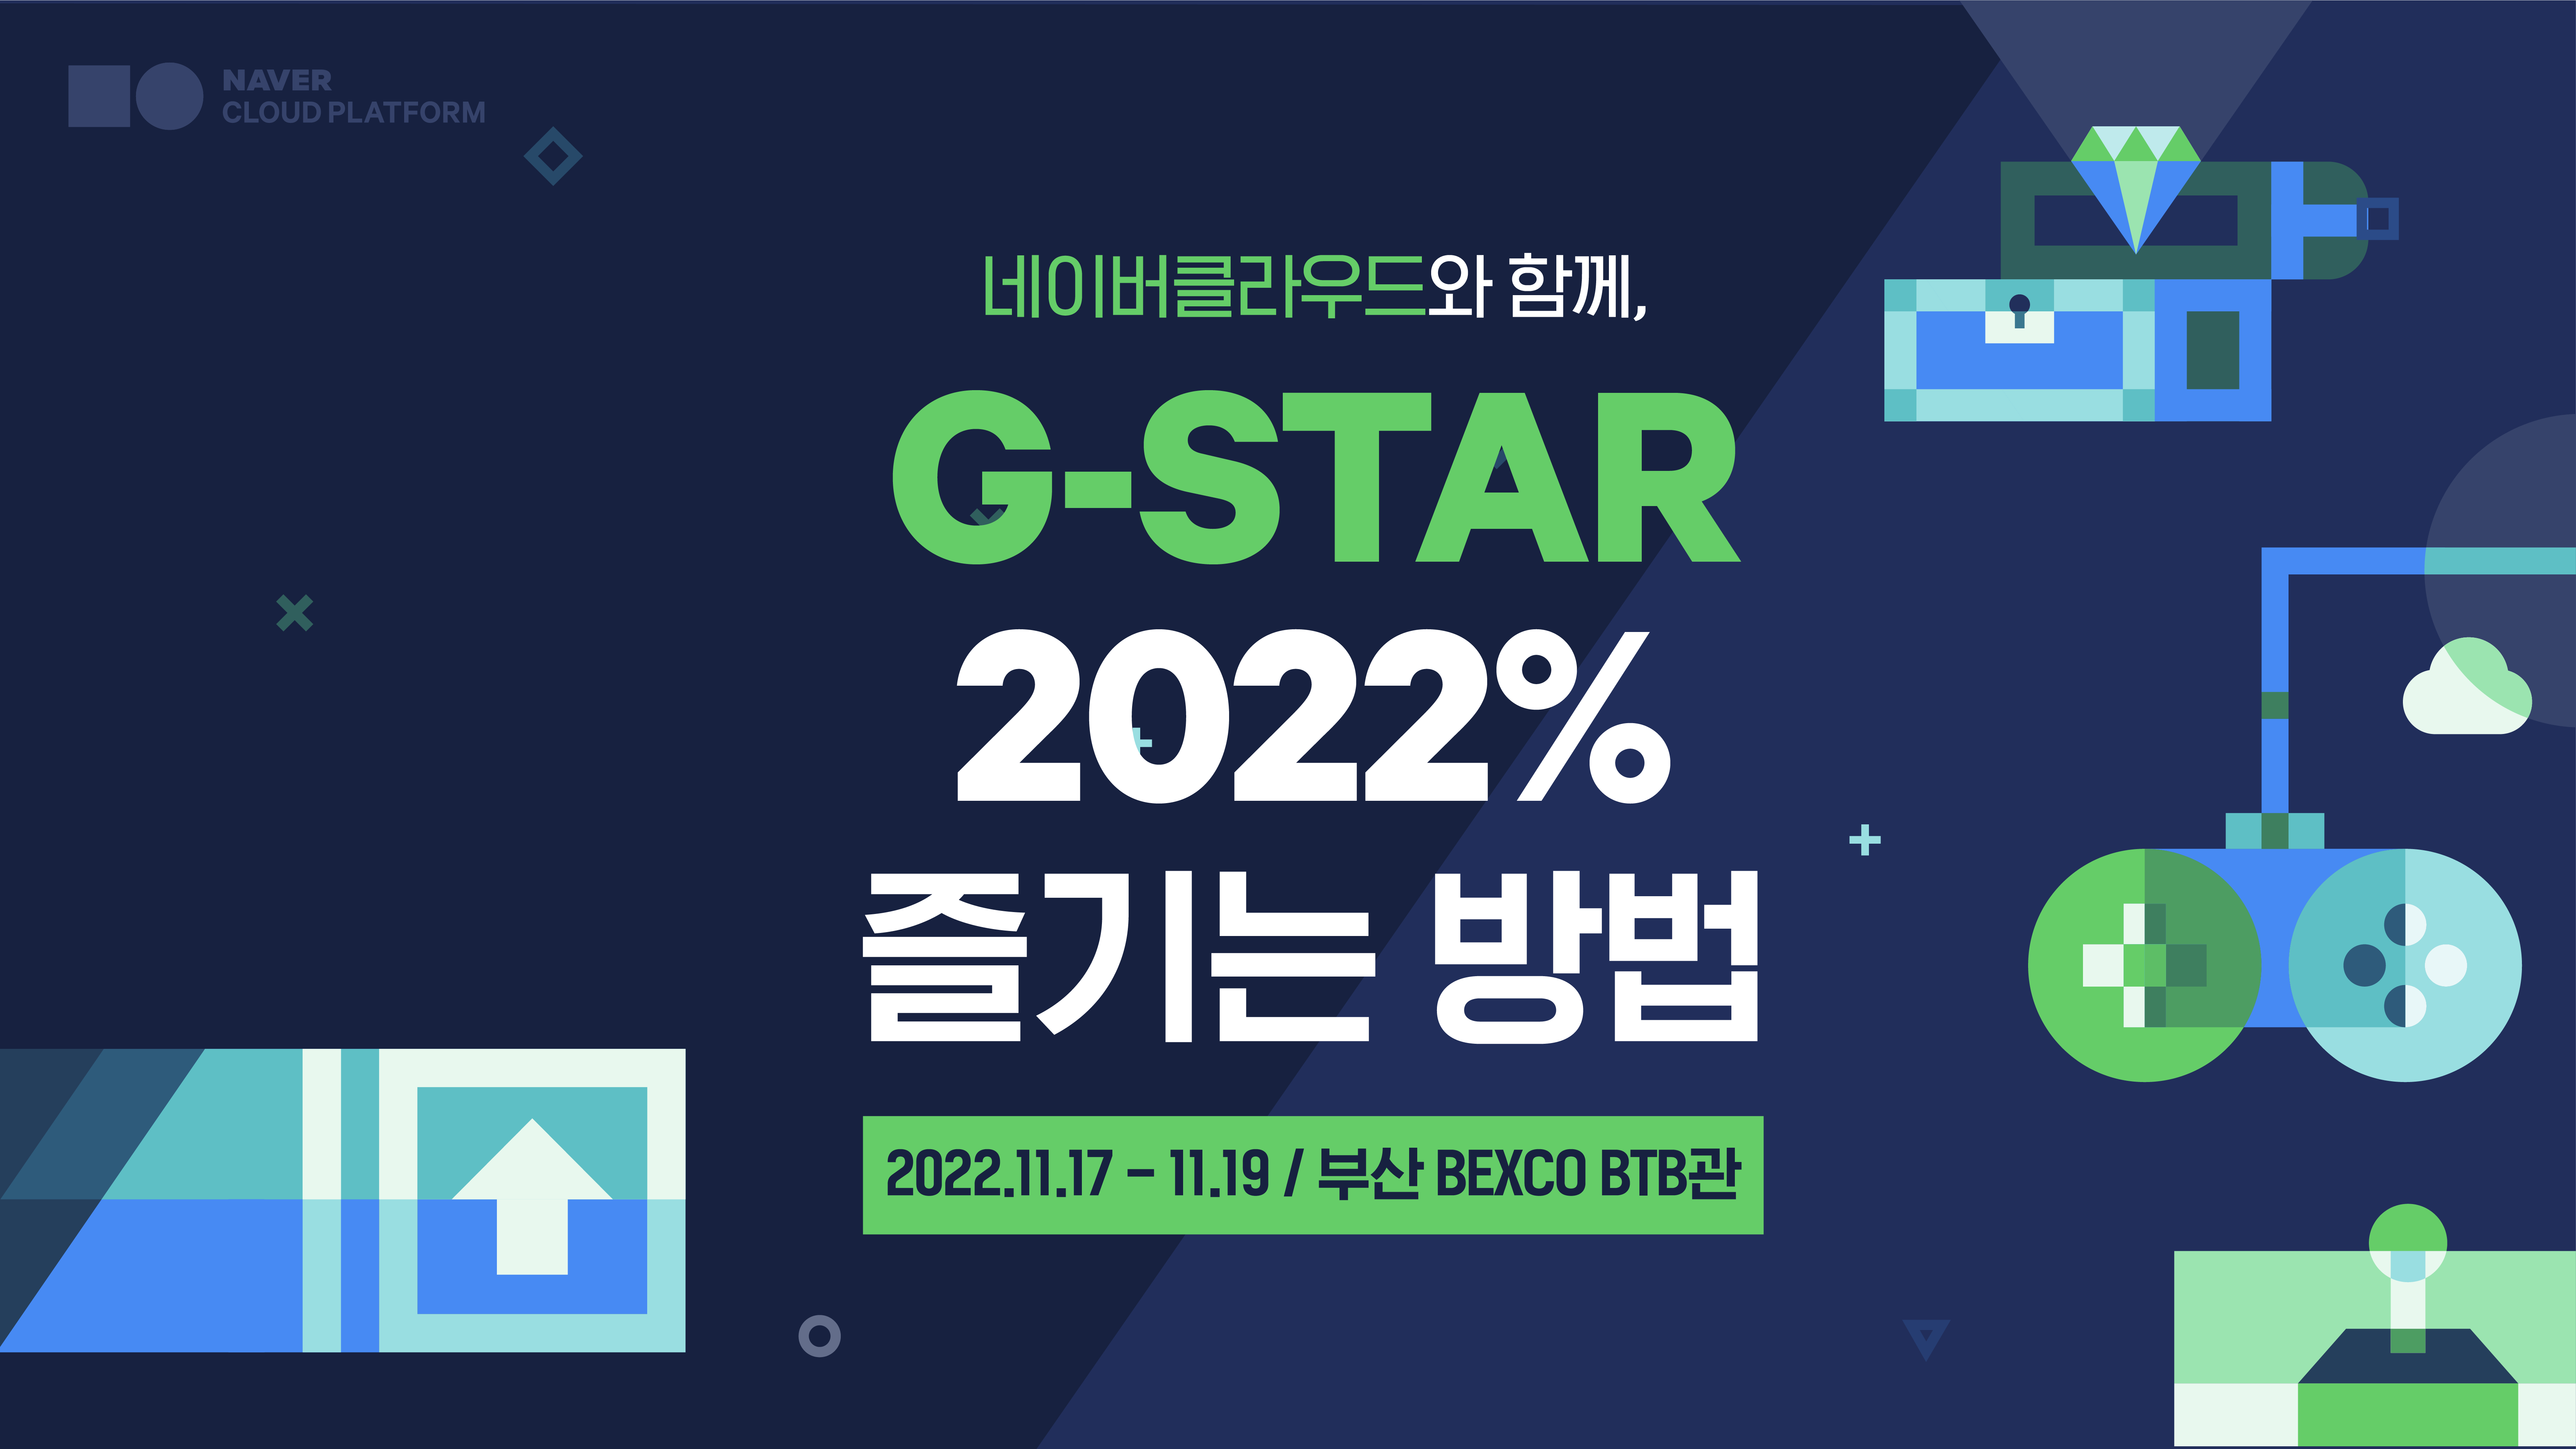 NAVER
CLOUD PLATFORM
네이버클라우드와 함께,
G-STAR
2022%
즐기는 방법
2022.11.17 – 11.19 / 부산 BEXCO BTB관